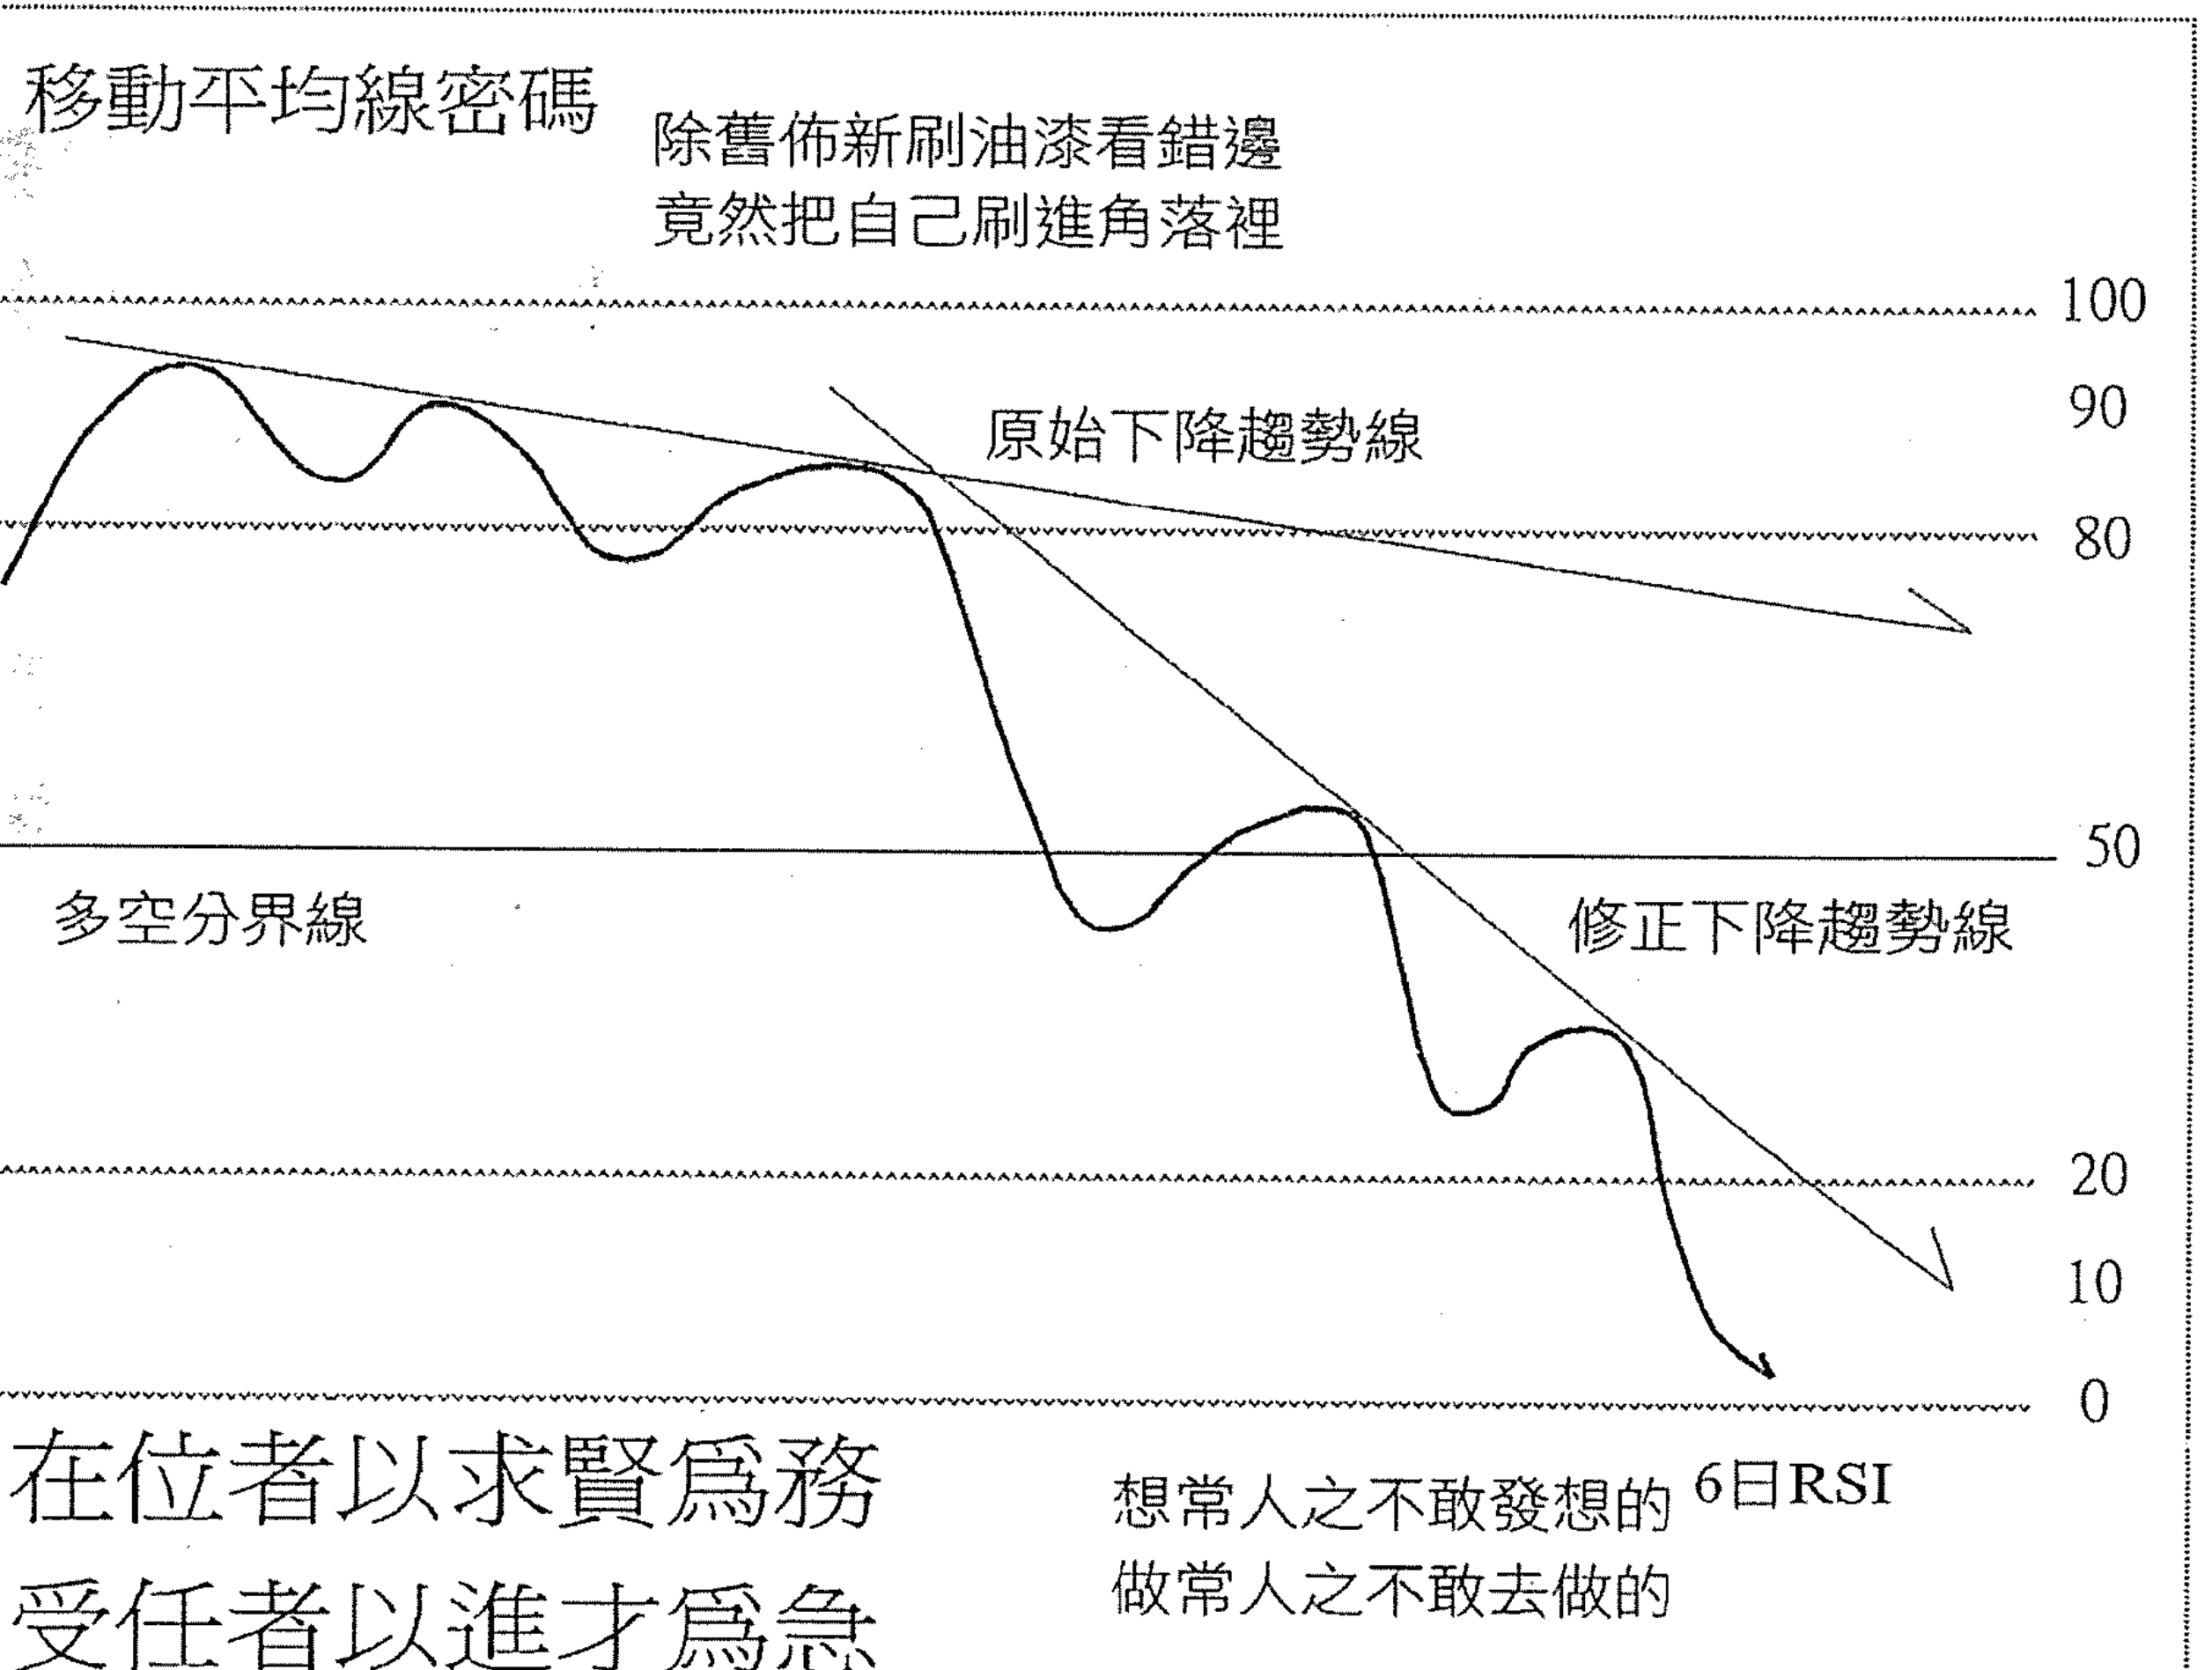 移動平均線密碼
除舊佈新刷油漆看錯邊
竟然把自己刷進角落裡
100
90
原始下降趨勢線
80
50
多空分界線
修正下降趨勢線
20
10
0
在位者以求賢爲務
受任者以進才爲急
想常人之不敢發想的
做常人之不敢去做的
6日RSI